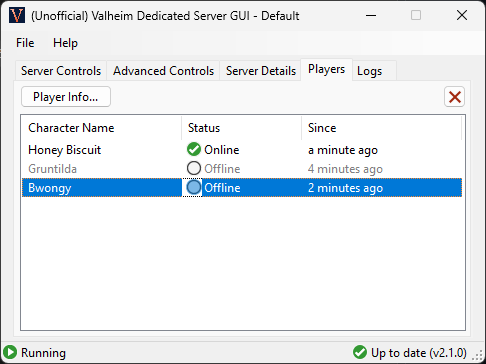 (Unofficial) Valheim Dedicated Server GUI - Default
File Help
Server Controls Advanced Controls Server Details Players Logs
Player Info...
Character Name Status Since
Honey Biscuit Online a minute ago
Gruntilda Offline 4 minutes ago
Bwongy Offline 2 minutes ago
Running Up to date (v2.1.0)